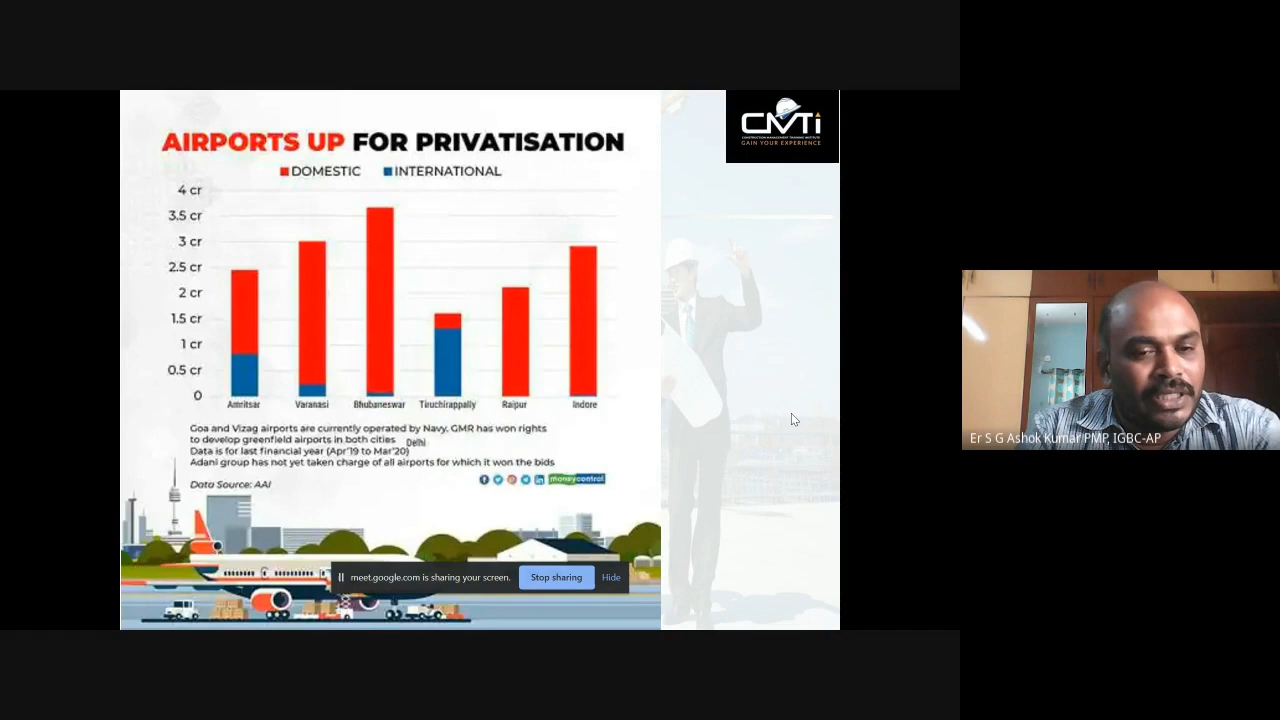 AIRPORTS UP FOR PRIVATISATION
DOMESTIC INTERNATIONAL
4 cr
3.5 cr
3 cr
2.5 cr
2 cr
1.5 cr
1 cr
0.5 cr
0
Amritsar Varanasi Bhubaneswar Tiruchirappally Raipur Indore
Goa and Vizag airports are currently operated by Navy. GMR has won rights
to develop greenfield airports in both cities
Delhi
Data is for last financial year (Apr'19 to Mar'20)
Adani group has not yet taken charge of all airports for which it won the bids
Data Source: AAI
moneycontrol
meet.google.com is sharing your screen.
Stop sharing
Hide
CMTi
CONSTRUCTION MANAGEMENT TRAINING INSTITUTE
GAIN YOUR EXPERIENCE
Er S G Ashok Kumar PMP, IGBC-AP